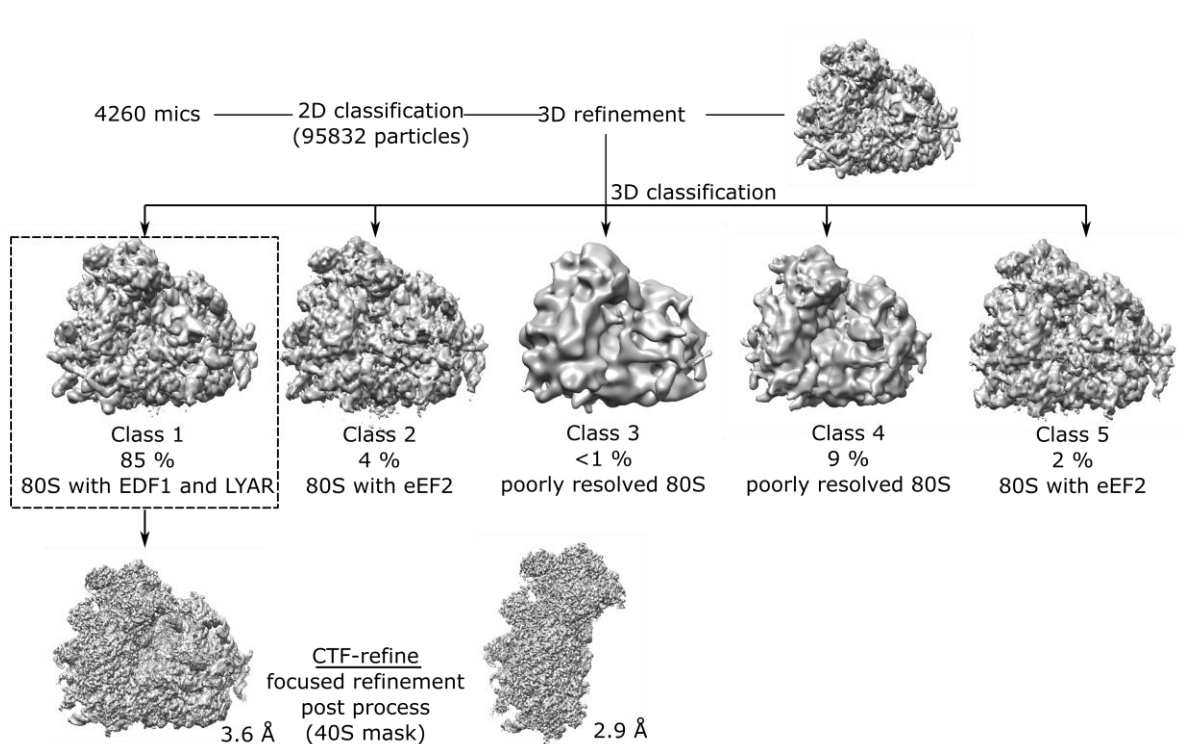 4260 mics
2D classification
(95832 particles)
3D refinement
3D classification
Class 1
85 %
80S with EDF1 and LYAR
Class 2
4 %
80S with eEF2
Class 3
<1 %
poorly resolved 80S
Class 4
9 %
poorly resolved 80S
Class 5
2 %
80S with eEF2
3.6 Å
CTF-refine
focused refinement
post process
(40S mask)
2.9 Å